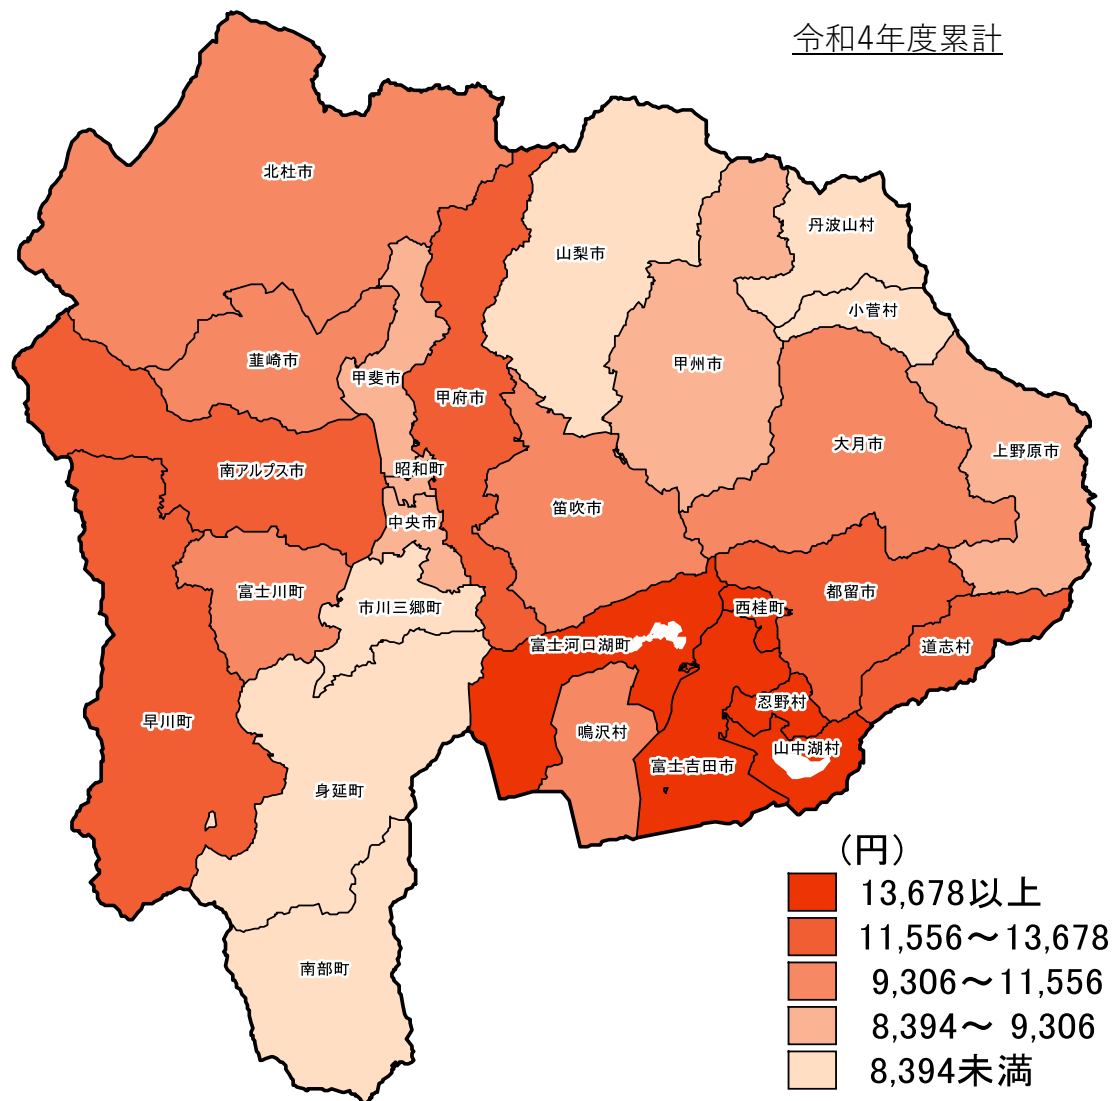 令和4年度累計
北杜市
丹波山村
山梨市
小菅村
韮崎市
甲斐市
甲州市
甲府市
大月市
上野原市
南アルプス市
昭和町
笛吹市
中央市
富士川町
都留市
市川三郷町
西桂町
富士河口湖町
道志村
忍野村
早川町
鳴沢村
山中湖村
富士吉田市
身延町
南部町
(円)
13,678以上
11,556～13,678
9,306～11,556
8,394～ 9,306
8,394未満